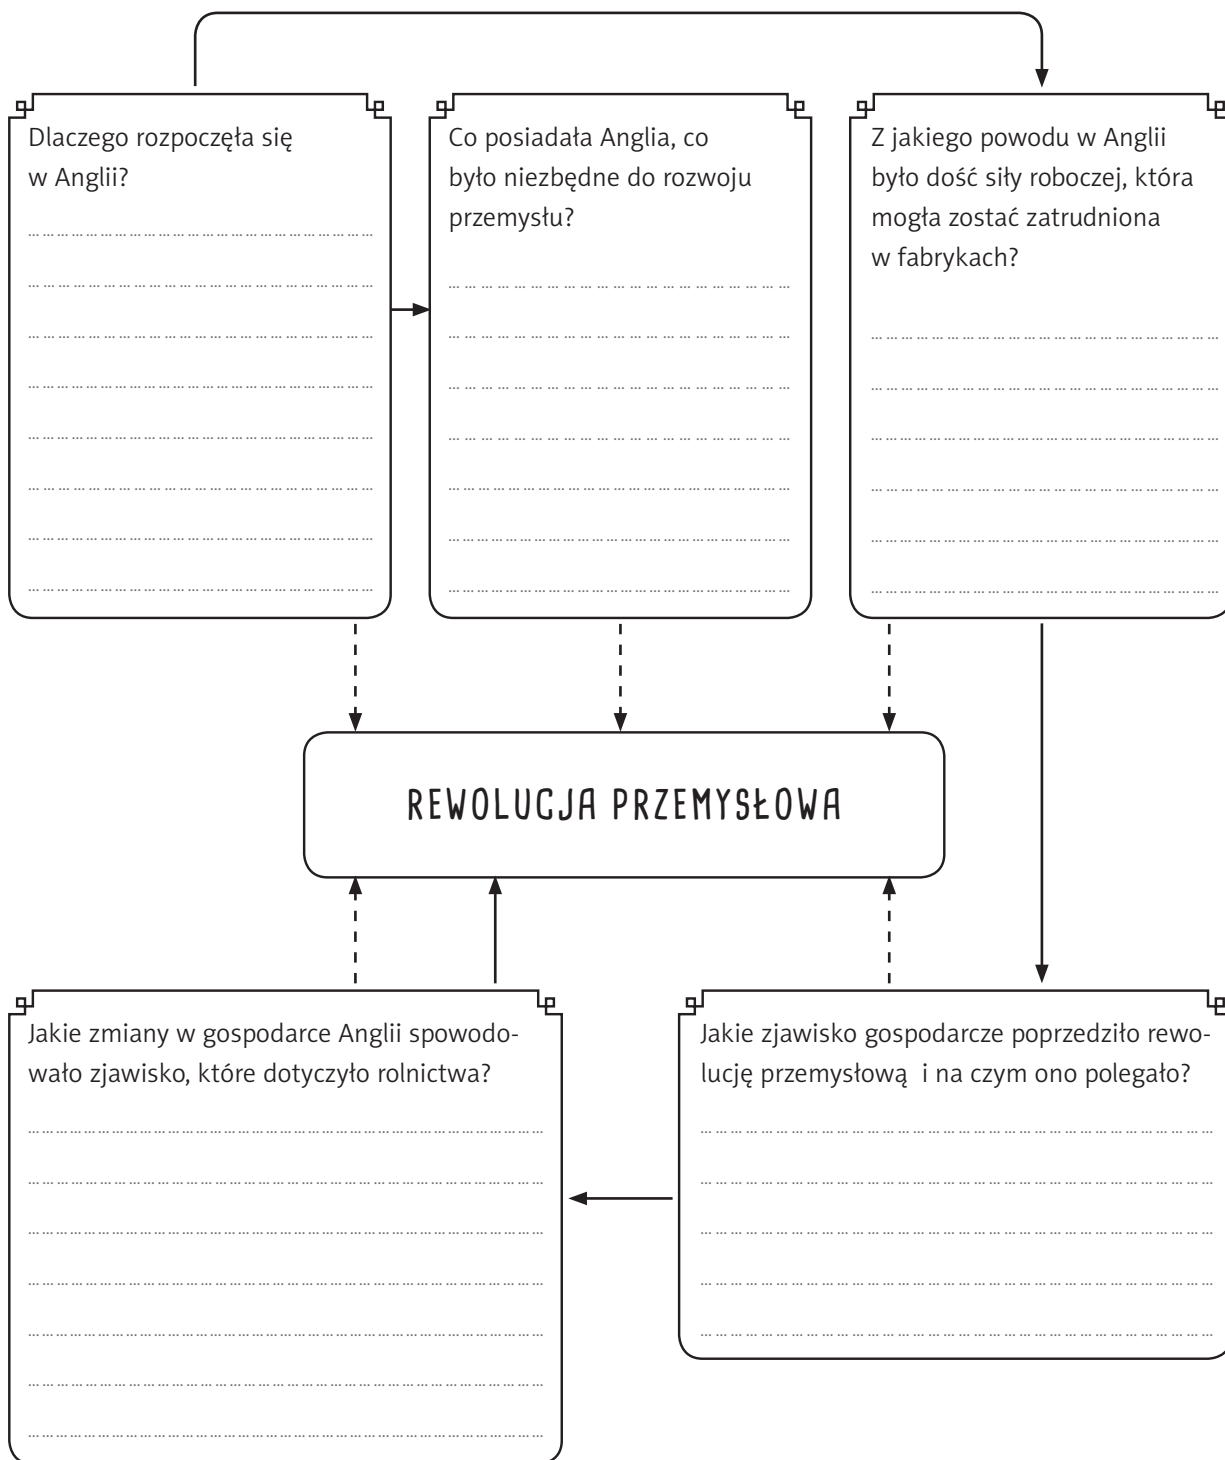 Dlaczego rozpoczęła się
w Anglii?
Co posiadała Anglia, co
było niezbędne do rozwoju
przemysłu?
Z jakiego powodu w Anglii
było dość siły roboczej, która
mogła zostać zatrudniona
w fabrykach?
REWOLUCJA PRZEMYSŁOWA
Jakie zmiany w gospodarce Anglii spowodo-
wało zjawisko, które dotyczyło rolnictwa?
Jakie zjawisko gospodarcze poprzedziło rewo-
lucję przemysłową i na czym ono polegało?